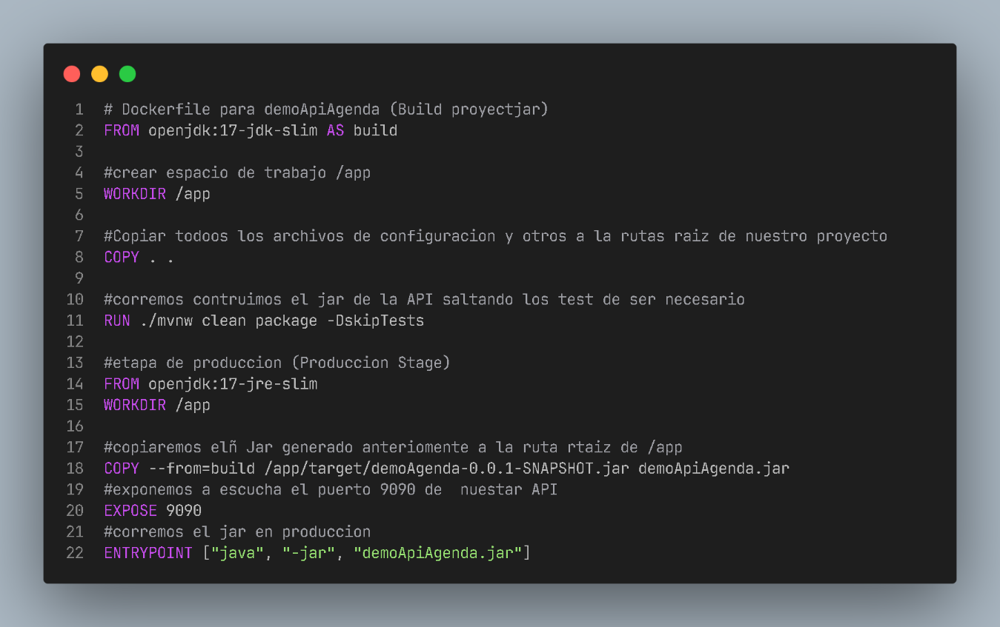 1 # Dockerfile para demoApiAgenda (Build proyectjar)
2 FROM openjdk:17-jdk-slim AS build
3
4 #crear espacio de trabajo /app
5 WORKDIR /app
6
7 #Copiar todoos los archivos de configuracion y otros a la rutas raiz de nuestro proyecto
8 COPY . .
9
10 #corremos contruimos el jar de la API saltando los test de ser necesario
11 RUN ./mvnw clean package -DskipTests
12
13 #etapa de produccion (Produccion Stage)
14 FROM openjdk:17-jre-slim
15 WORKDIR /app
16
17 #copiaremos elñ Jar generado anteriomente a la ruta rtaiz de /app
18 COPY --from=build /app/target/demoAgenda-0.0.1-SNAPSHOT.jar demoApiAgenda.jar
19 #exponemos a escucha el puerto 9090 de  nuestar API
20 EXPOSE 9090
21 #corremos el jar en produccion
22 ENTRYPOINT ["java", "-jar", "demoApiAgenda.jar"]